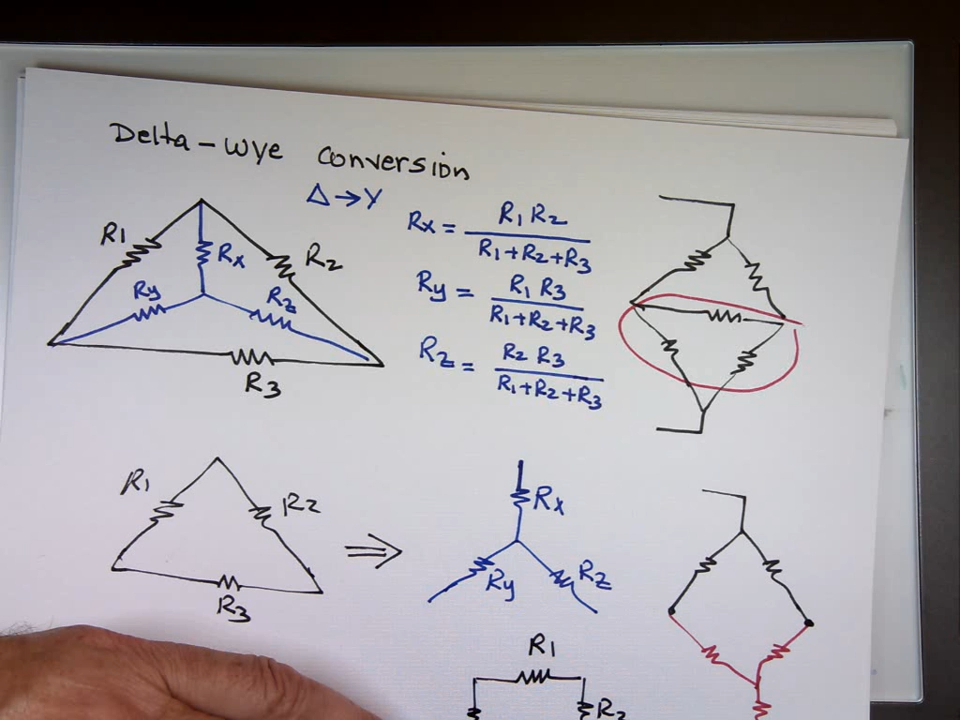 Delta-wye conversion
Δ→Y
R1
Rx
R2
Ry
Rz
R3
Rx = R1 R2 / R1+R2+R3
Ry = R1 R3 / R1+R2+R3
Rz = R2 R3 / R1+R2+R3
R1
R2
R3
⇒
Rx
Ry
Rz
R1
R2